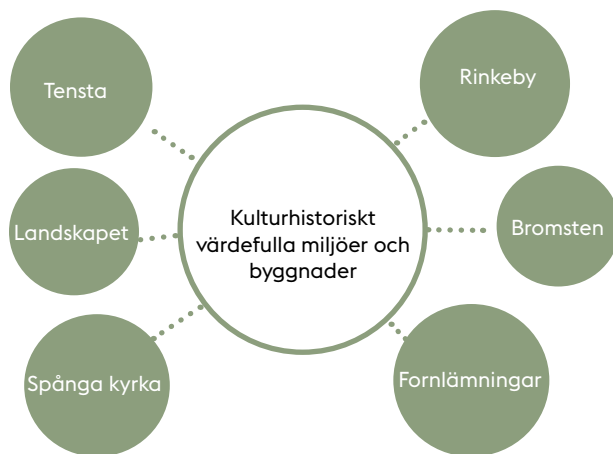 Tensta
Rinkeby
Landskapet
Kulturhistoriskt
värdefulla miljöer och
byggnader
Bromsten
Spånga kyrka
Fornlämningar